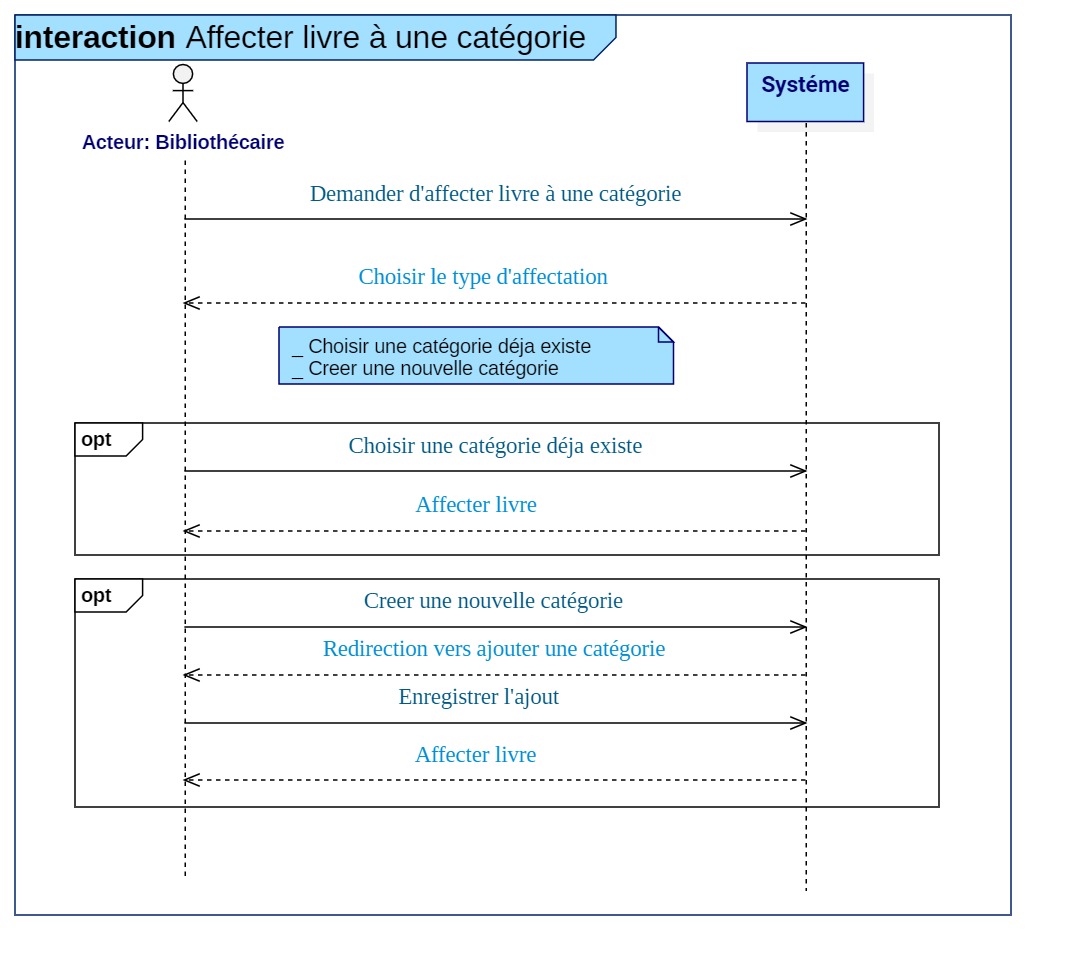 interaction Affecter livre à une catégorie
Systéme
Acteur: Bibliothécaire
Demander d'affecter livre à une catégorie
Choisir le type d'affectation
_ Choisir une catégorie déja existe
_ Creer une nouvelle catégorie
opt
Choisir une catégorie déja existe
Affecter livre
opt
Creer une nouvelle catégorie
Redirection vers ajouter une catégorie
Enregistrer l'ajout
Affecter livre